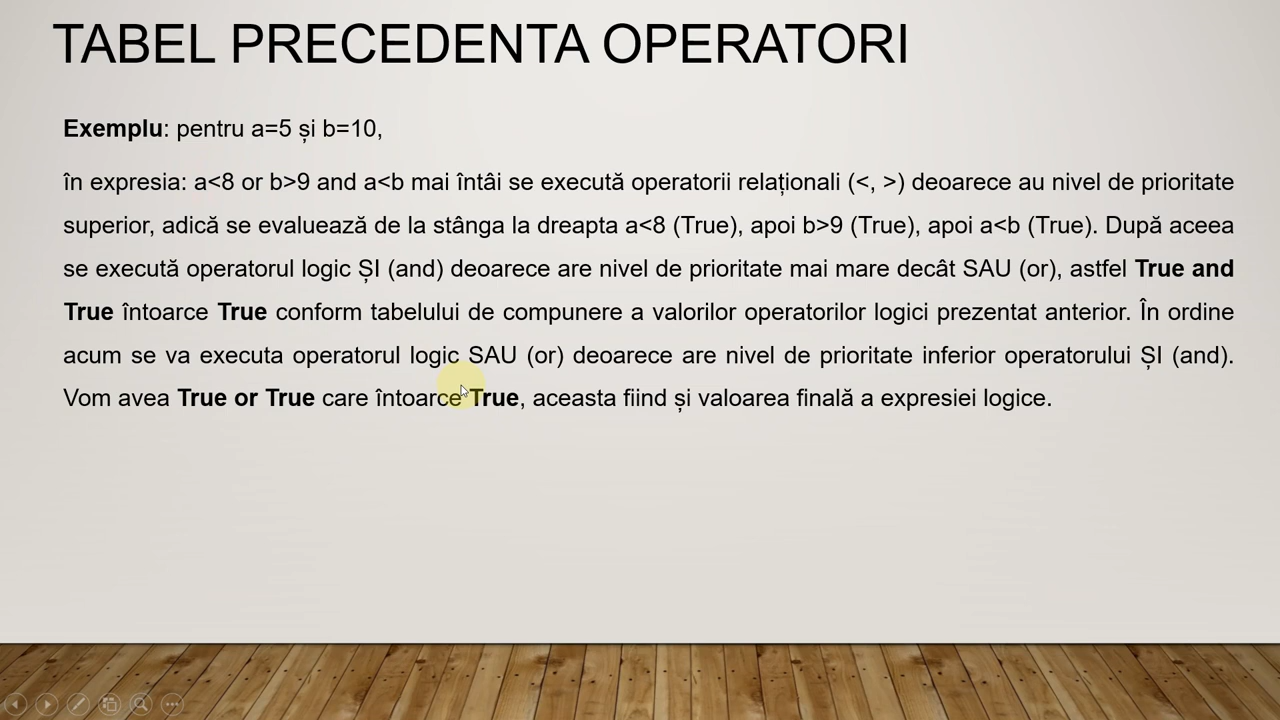 TABEL PRECEDENTA OPERATORI
Exemplu: pentru a=5 și b=10,
în expresia: a<8 or b>9 and a<b mai întâi se execută operatorii relaționali (<, >) deoarece au nivel de prioritate
superior, adică se evaluează de la stânga la dreapta a<8 (True), apoi b>9 (True), apoi a<b (True). După aceea
se execută operatorul logic ȘI (and) deoarece are nivel de prioritate mai mare decât SAU (or), astfel True and
True întoarce True conform tabelului de compunere a valorilor operatorilor logici prezentat anterior. În ordine
acum se va executa operatorul logic SAU (or) deoarece are nivel de prioritate inferior operatorului ȘI (and).
Vom avea True or True care întoarce True, aceasta fiind și valoarea finală a expresiei logice.